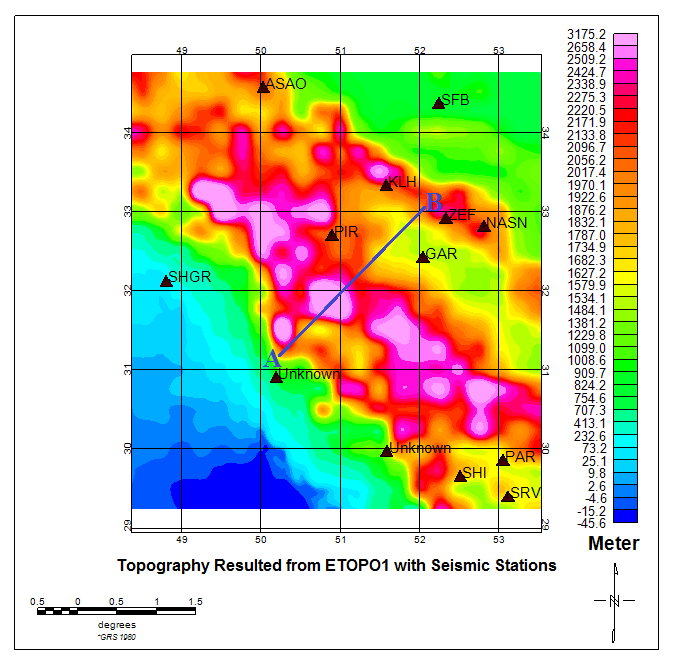 49 50 51 52 53
ASAO
SFB
34 34
KLH
B
33 33
ZEF
NASN
PIR
GAR
SHGR
32 32
A
31 31
Unknown
30 30
Unknown
PAR
SHI
SRV
29 29
49 50 51 52 53
3175.2
2658.4
2509.2
2424.7
2338.9
2275.3
2220.5
2171.9
2133.8
2096.7
2056.2
2017.4
1970.1
1922.6
1876.2
1832.1
1787.0
1734.9
1682.3
1627.2
1579.9
1534.1
1484.1
1381.2
1229.8
1099.0
1008.6
909.7
824.2
754.6
707.3
413.1
232.6
73.2
25.1
9.8
2.6
-4.6
-15.2
-45.6
Meter
Topography Resulted from ETOPO1 with Seismic Stations
0.5 0 0.5 1 1.5
degrees
*GRS 1980
N